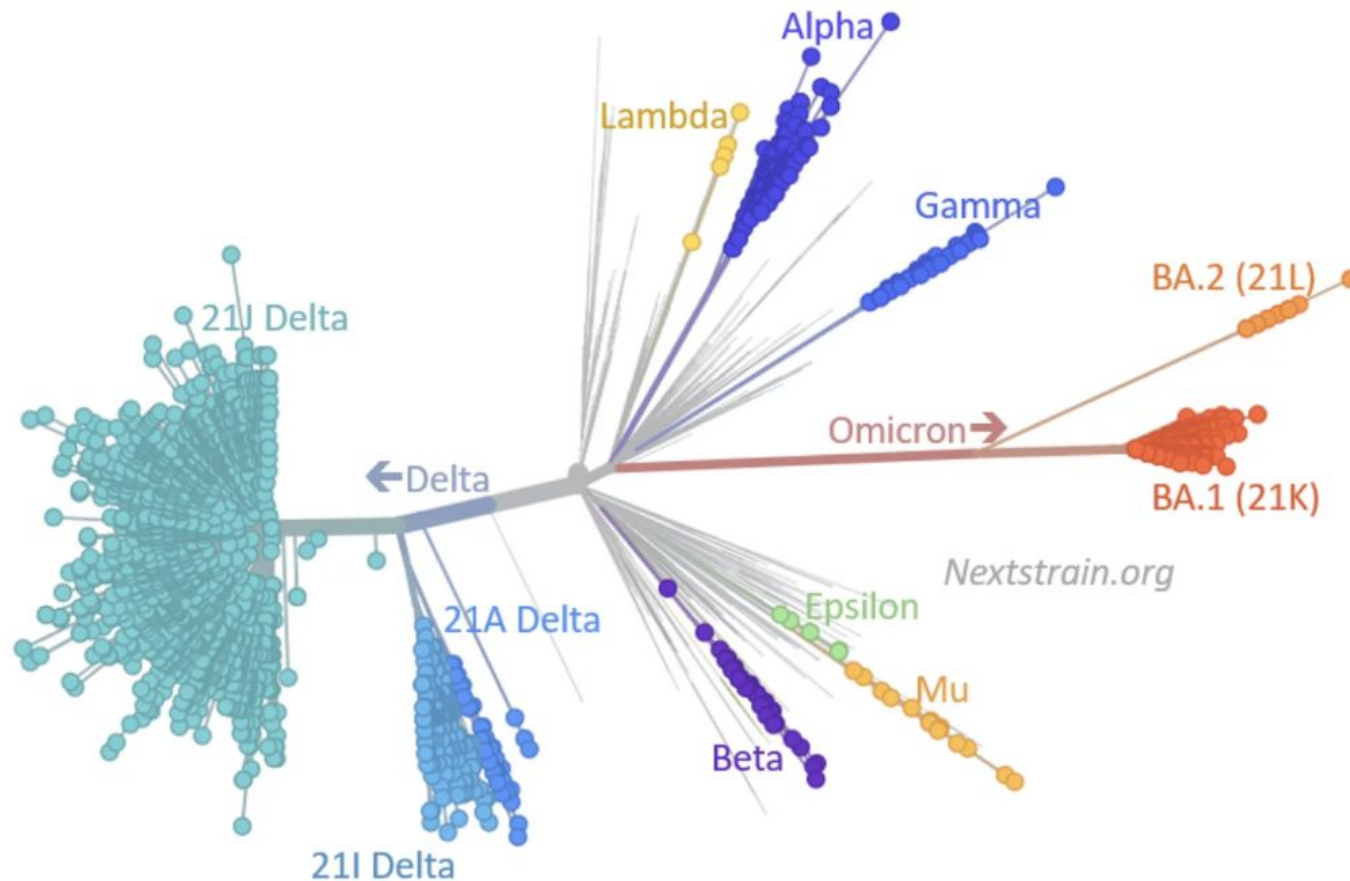 Alpha
Lambda
Gamma
BA.2 (21L)
21J Delta
Omicron→
←Delta
BA.1 (21K)
Nextstrain.org
Epsilon
21A Delta
Mu
Beta
21I Delta